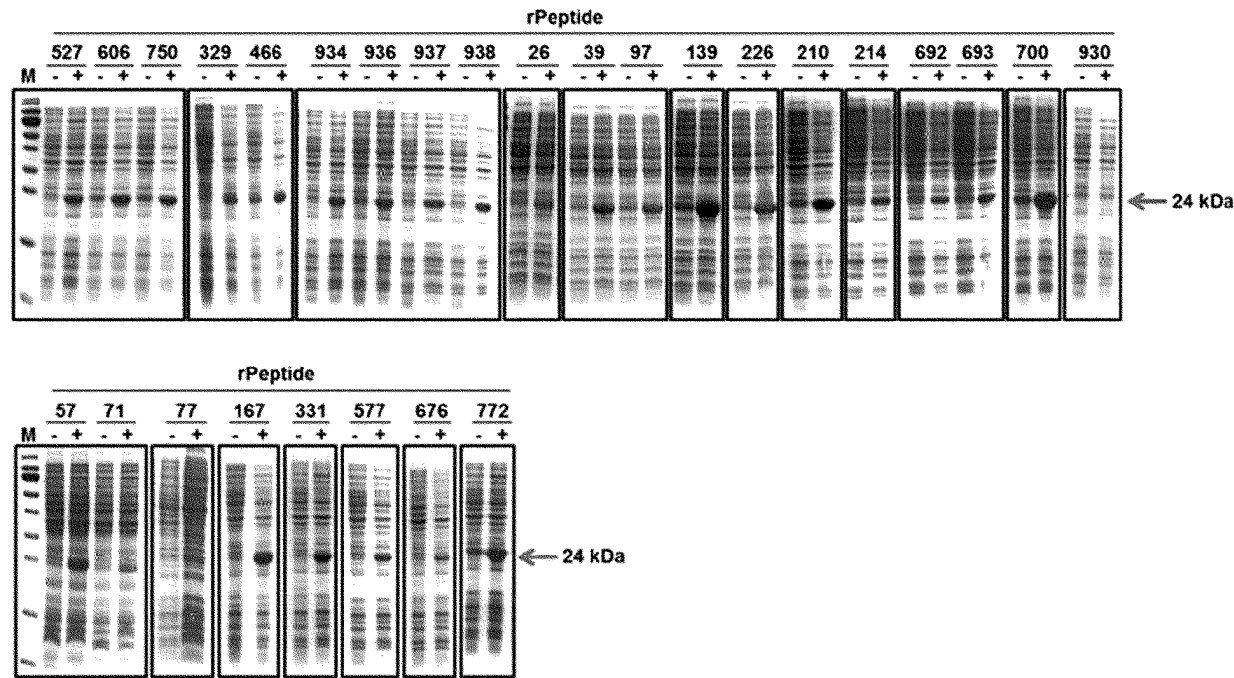 rPeptide
527 606 750 329 466 934 936 937 938 26 39 97 139 226 210 214 692 693 700 930
M - + - + - + - + - + - + - + - + - + - + - + - + - + - + - + - + - + - + - + - +
24 kDa
rPeptide
57 71 77 167 331 577 676 772
M - + - + - + - + - + - + - + - +
24 kDa